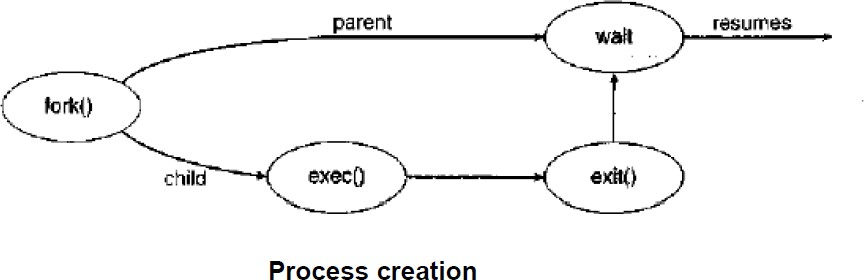 parent
wait
resumes
fork()
child
exec()
exit()
Process creation